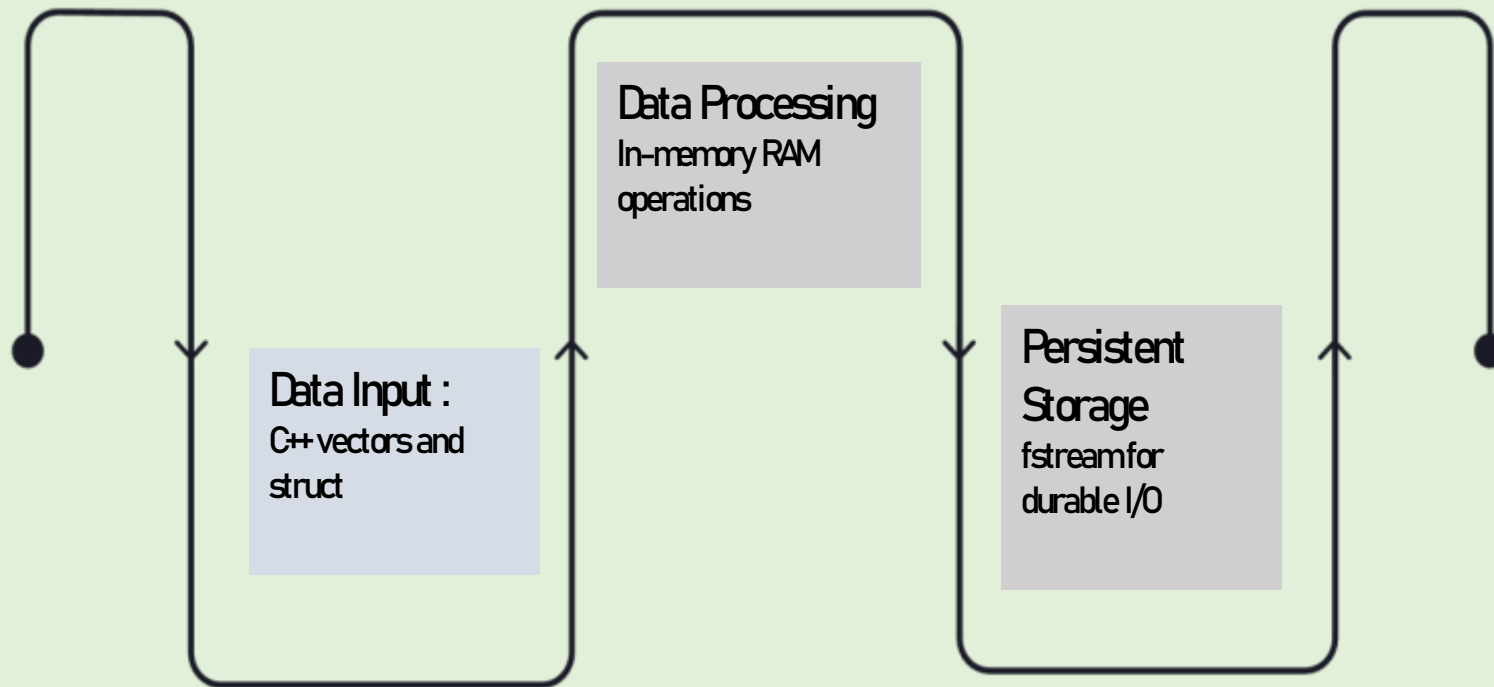 Data Processing
In-memory RAM
operations
Data Input :
C++ vectors and
struct
Persistent
Storage
fstream for
durable I/O